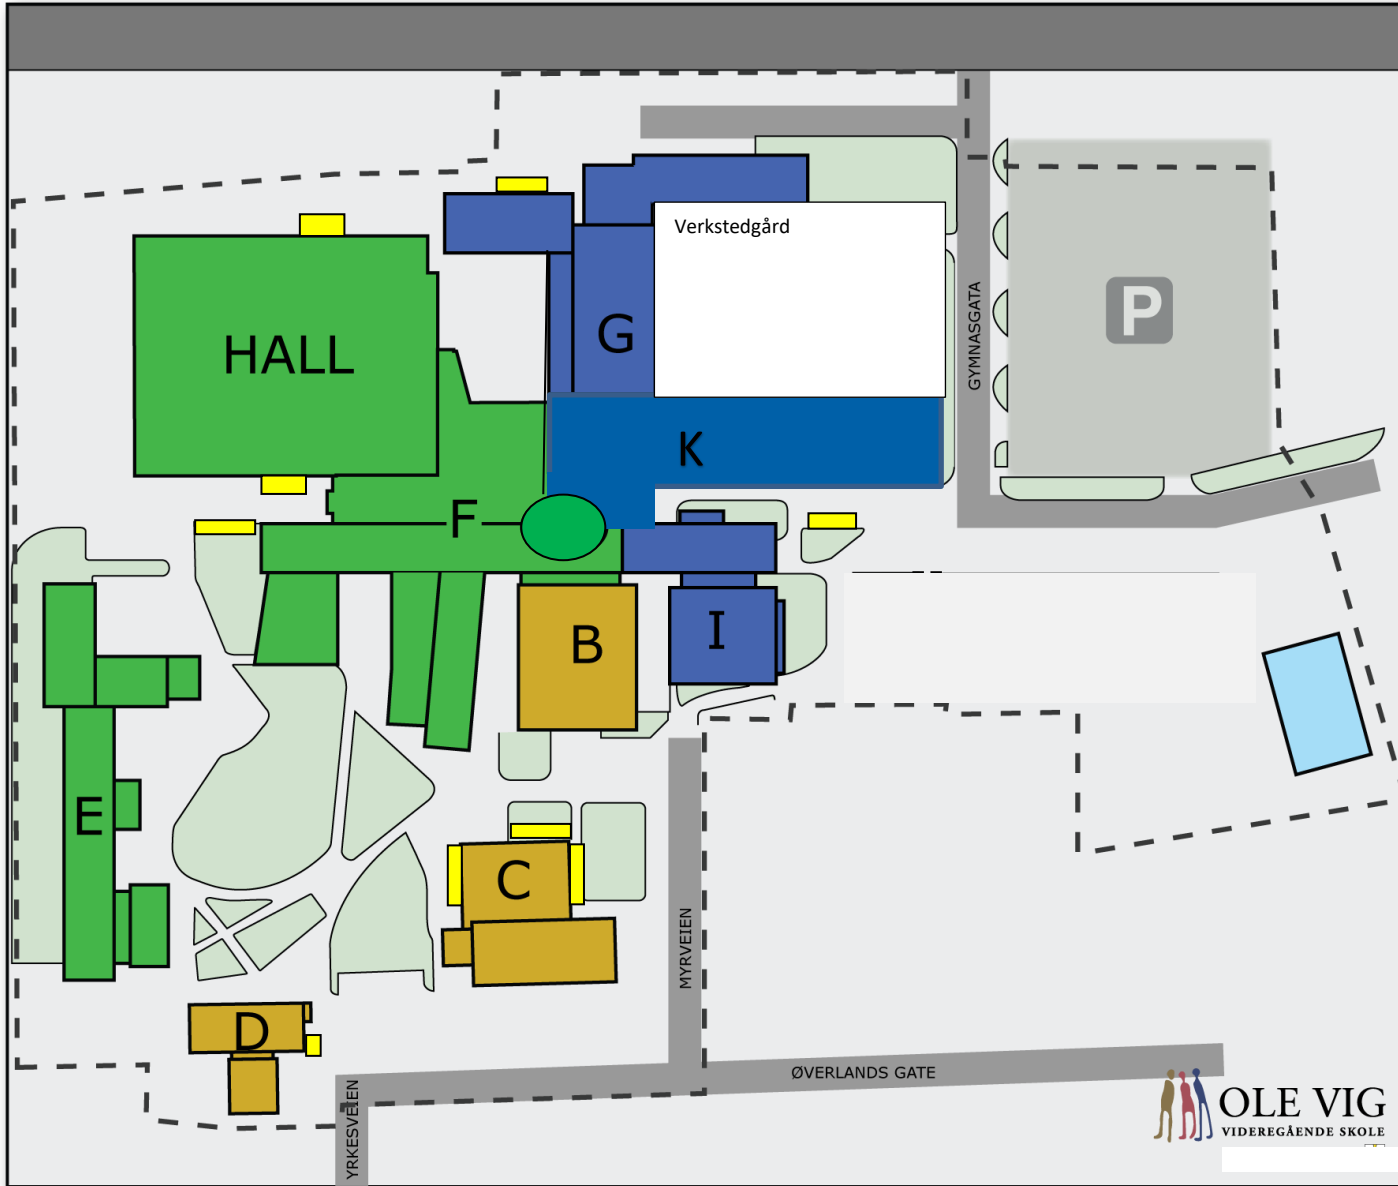 Verkstedgård
HALL
G
GYMNASGATA
P
K
F
B
I
E
C
MYRVEIEN
D
ØVERLANDS GATE
YRKESVEIEN
OLE VIG
VIDEREGÅENDE SKOLE